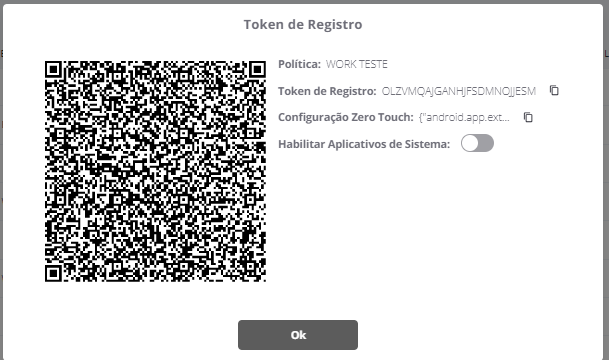 Token de Registro
Política: WORK TESTE
Token de Registro: OLZVMQAJGANHJFSDMNOJJESM
Configuração Zero Touch: {"android.app.ext...
Habilitar Aplicativos de Sistema:
Ok